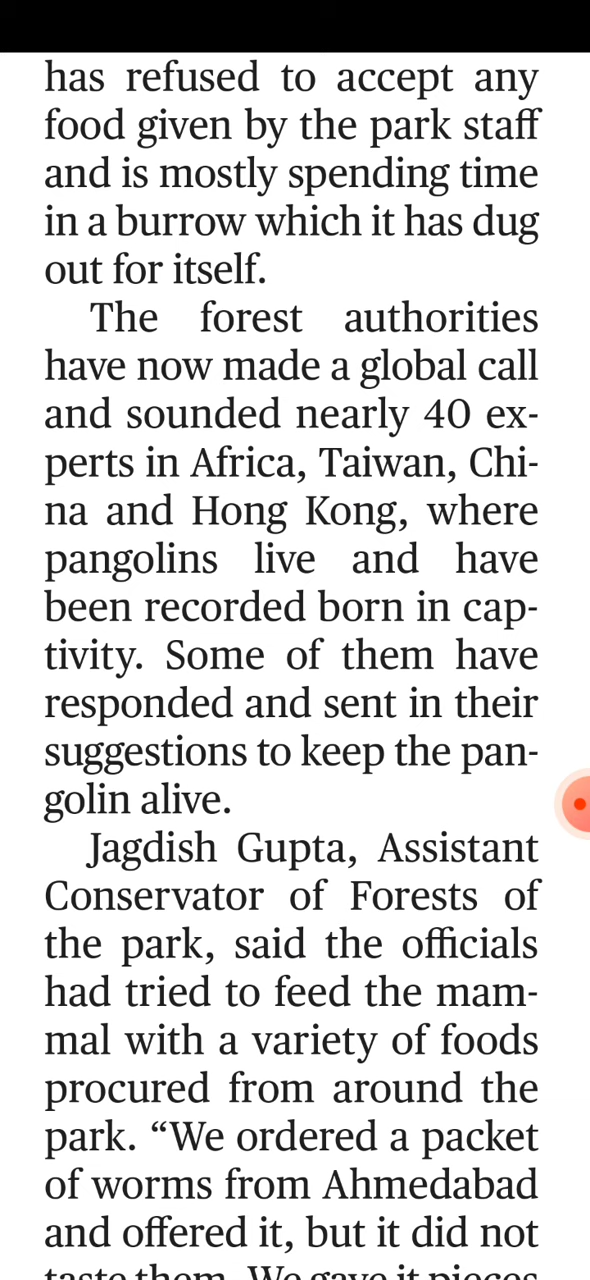 has refused to accept any
food given by the park staff
and is mostly spending time
in a burrow which it has dug
out for itself.
The forest authorities
have now made a global call
and sounded nearly 40 ex-
perts in Africa, Taiwan, Chi-
na and Hong Kong, where
pangolins live and have
been recorded born in cap-
tivity. Some of them have
responded and sent in their
suggestions to keep the pan-
golin alive.
Jagdish Gupta, Assistant
Conservator of Forests of
the park, said the officials
had tried to feed the mam-
mal with a variety of foods
procured from around the
park. “We ordered a packet
of worms from Ahmedabad
and offered it, but it did not
taste them. We gave it pieces